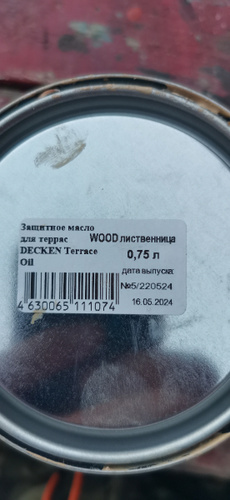 Защитное масло
для террас
DECKEN Terrace
Oil
WOOD лиственница
0,75 л
дата выпуска:
№5/220524
16.05.2024
4 630065 111074